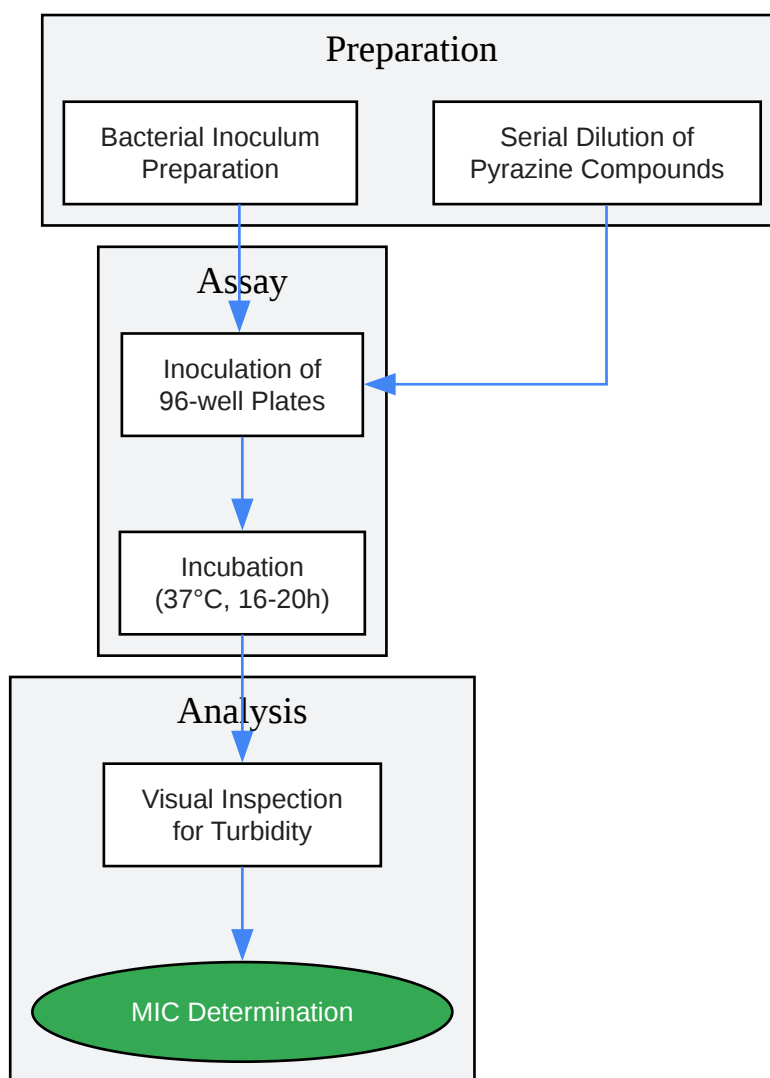 Preparation
Bacterial Inoculum
Preparation
Serial Dilution of
Pyrazine Compounds
Assay
Inoculation of
96-well Plates
Incubation
(37°C, 16-20h)
Analysis
Visual Inspection
for Turbidity
MIC Determination